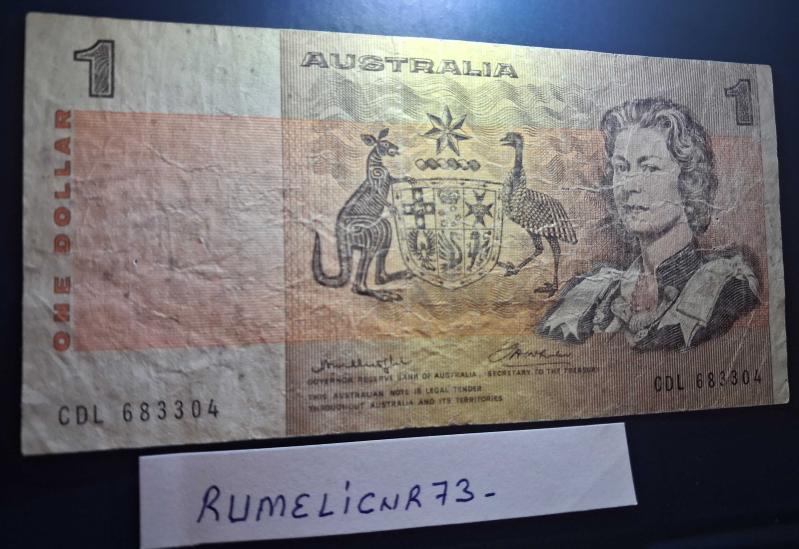 1
AUSTRALIA
1
ONE DOLLAR
GOVERNOR RESERVE BANK OF AUSTRALIA. SECRETARY TO THE TREASURY
THIS AUSTRALIAN NOTE IS LEGAL TENDER
THROUGHOUT AUSTRALIA AND ITS TERRITORIES
CDL 683304
CDL 683304
RUMELiCNR73-